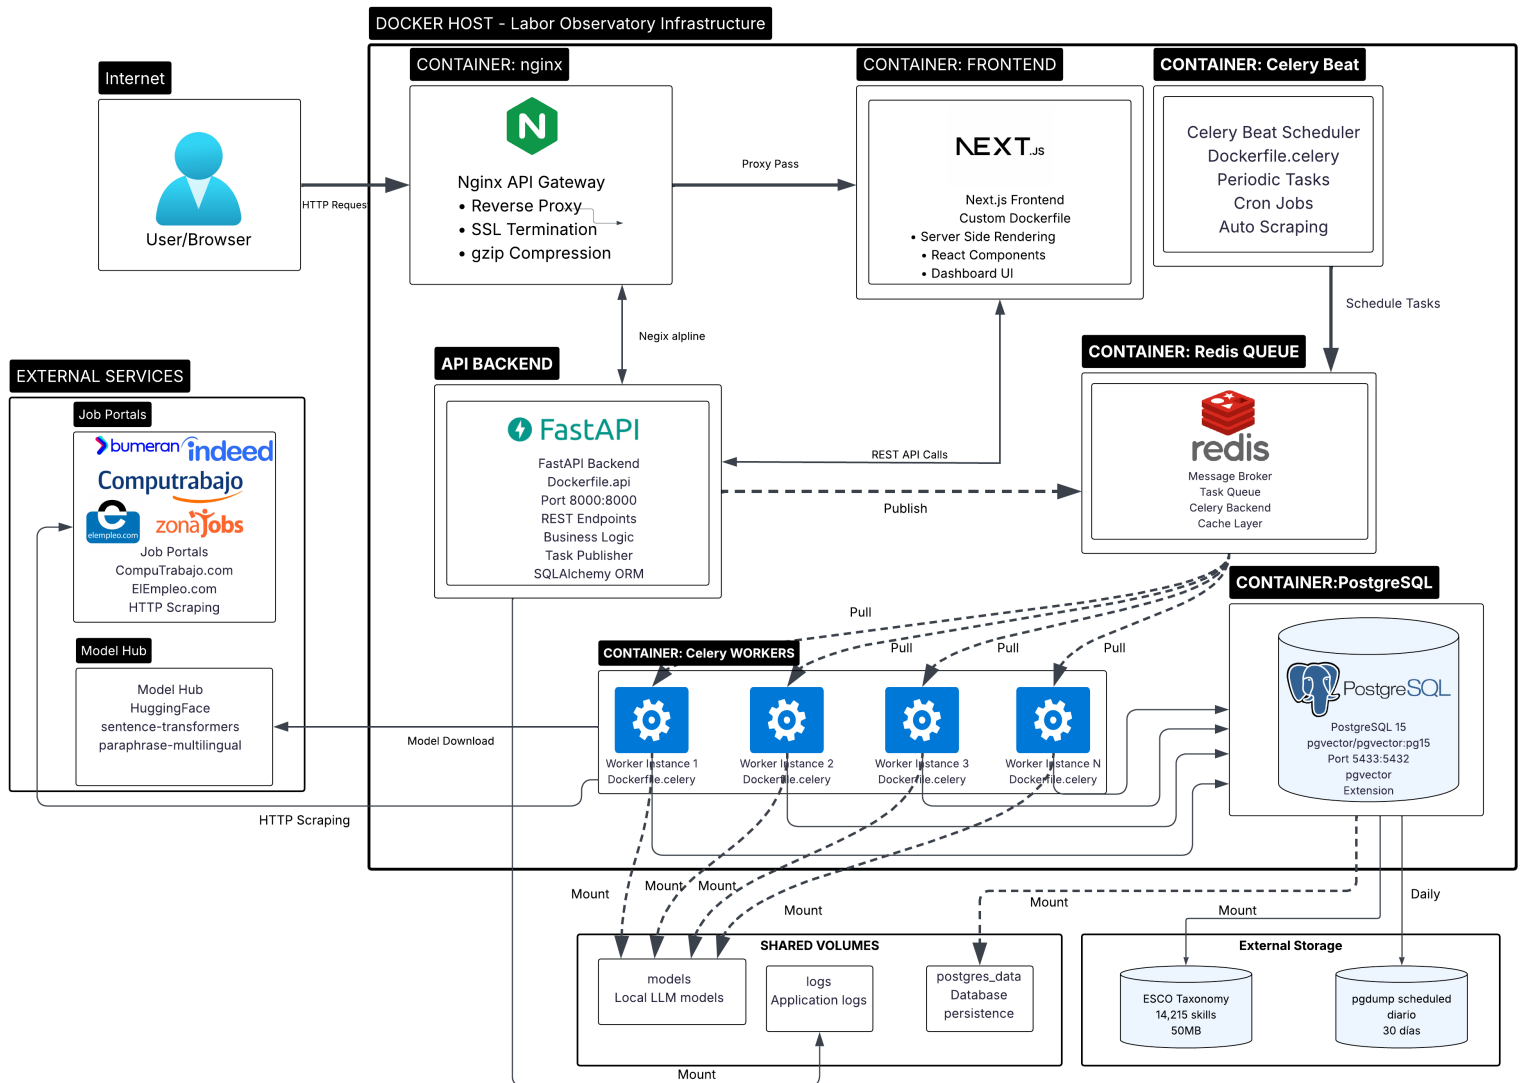 DOCKER HOST - Labor Observatory Infrastructure
Internet
User/Browser
HTTP Reques
CONTAINER: nginx
Nginx API Gateway
• Reverse Proxy
• SSL Termination
• gzip Compression
Proxy Pass
CONTAINER: FRONTEND
NEXT.JS
Next.js Frontend
Custom Dockerfile
• Server Side Rendering
• React Components
• Dashboard UI
CONTAINER: Celery Beat
Celery Beat Scheduler
Dockerfile.celery
Periodic Tasks
Cron Jobs
Auto Scraping
Schedule Tasks
Negix alpline
API BACKEND
FastAPI
FastAPI Backend
Dockerfile.api
Port 8000:8000
REST Endpoints
Business Logic
Task Publisher
SQLAlchemy ORM
REST API Calls
Publish
CONTAINER: Redis QUEUE
redis
Message Broker
Task Queue
Celery Backend
Cache Layer
EXTERNAL SERVICES
Job Portals
bumeran
indeed
Computrabajo
elempleo.com
zonajobs
Job Portals
CompuTrabajo.com
ElEmpleo.com
HTTP Scraping
Model Hub
Model Hub
HuggingFace
sentence-transformers
paraphrase-multilingual
Model Download
HTTP Scraping
Pull
Pull
Pull
Pull
CONTAINER: Celery WORKERS
Worker Instance 1
Dockerfile.celery
Worker Instance 2
Dockerfile.celery
Worker Instance 3
Dockerfile.celery
Worker Instance N
Dockerfile.celery
CONTAINER:PostgreSQL
PostgreSQL
PostgreSQL 15
pgvector/pgvector:pg15
Port 5433:5432
pgvector
Extension
Mount
Mount
Mount
Mount
Mount
Mount
Daily
SHARED VOLUMES
models
Local LLM models
logs
Application logs
postgres_data
Database
persistence
Mount
External Storage
ESCO Taxonomy
14,215 skills
50MB
pgdump scheduled
diario
30 días